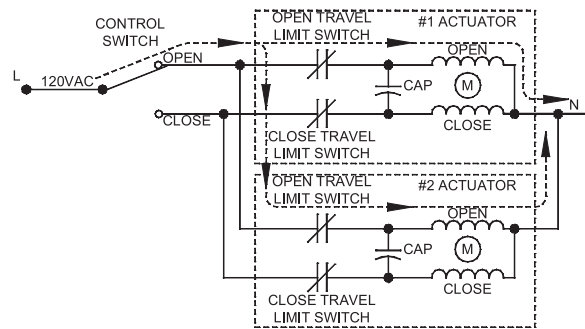 OPEN TRAVEL
LIMIT SWITCH
#1 ACTUATOR
CONTROL
SWITCH
OPEN
OPEN
L
120VAC
CAP
M
N
CLOSE
CLOSE
CLOSE TRAVEL
LIMIT SWITCH
OPEN TRAVEL
LIMIT SWITCH
#2 ACTUATOR
OPEN
CAP
M
CLOSE
CLOSE TRAVEL
LIMIT SWITCH